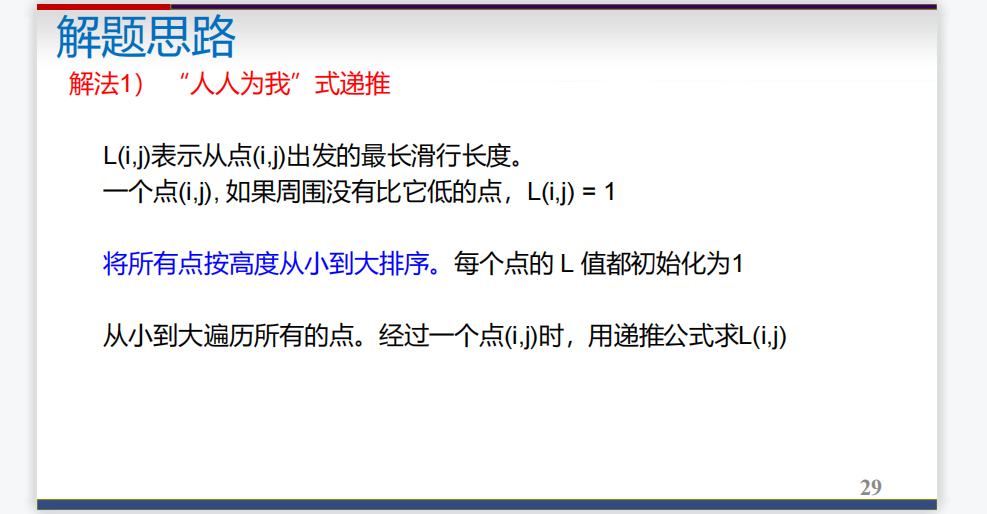 解题思路
解法1） “人人为我”式递推
L(i,j)表示从点(i,j)出发的最长滑行长度。
一个点(i,j), 如果周围没有比它低的点，L(i,j) = 1
将所有点按高度从小到大排序。每个点的 L 值都初始化为1
从小到大遍历所有的点。经过一个点(i,j)时，用递推公式求L(i,j)
29